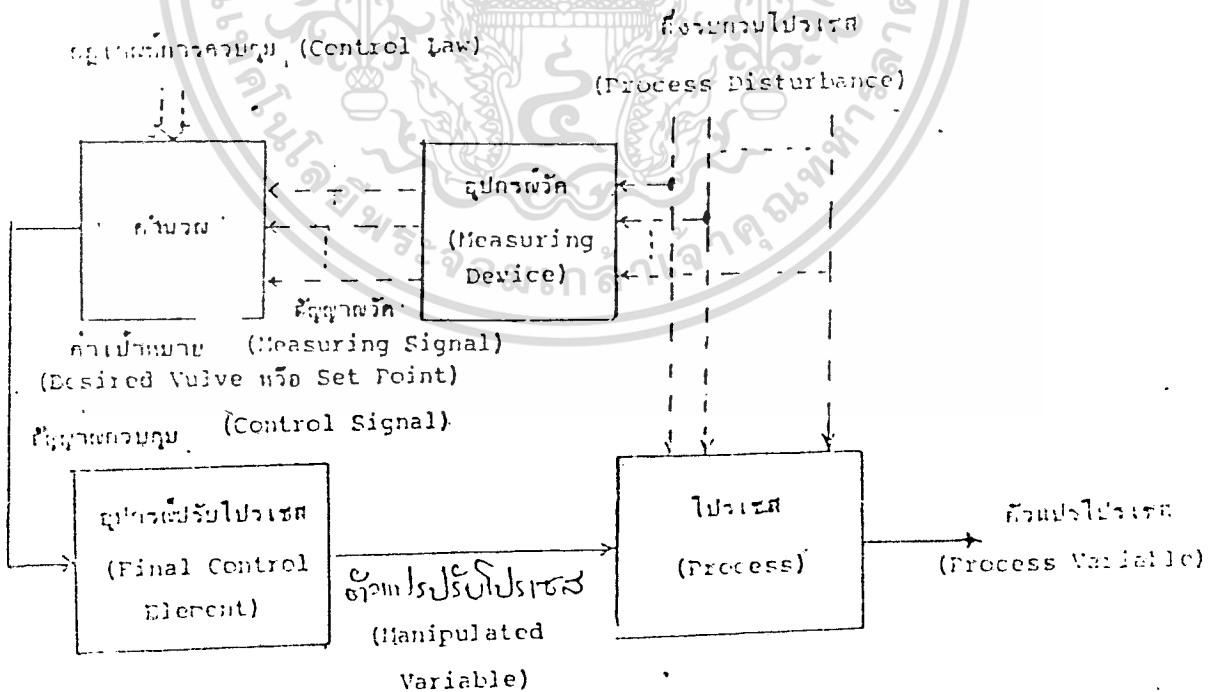 กฎเกณฑ์การควบคุม (Control Law)
สิ่งรบกวนโปรเซส
(Process Disturbance)
คำนวณ
อุปกรณ์วัด
(Measuring
Device)
สัญญาณวัด
(Measuring Signal)
ค่าเป้าหมาย
(Desired Vulve หรือ Set Point)
สัญญาณควบคุม (Control Signal)
อุปกรณ์ปรับโปรเซส
(Final Control
Element)
ตัวแปรปรับโปรเซส
(Manipulated
Variable)
โปรเซส
(Process)
ตัวแปรโปรเซส
(Process Variable)